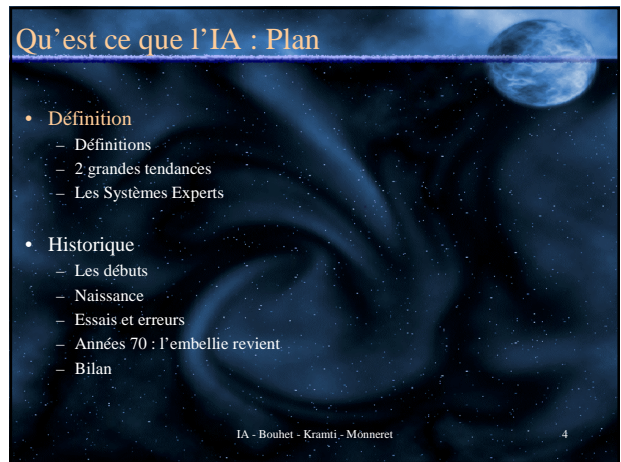 Qu’est ce que l’IA : Plan
• Définition
– Définitions
– 2 grandes tendances
– Les Systèmes Experts
• Historique
– Les débuts
– Naissance
– Essais et erreurs
– Années 70 : l’embellie revient
– Bilan
IA - Bouhet - Kramti - Monneret 4